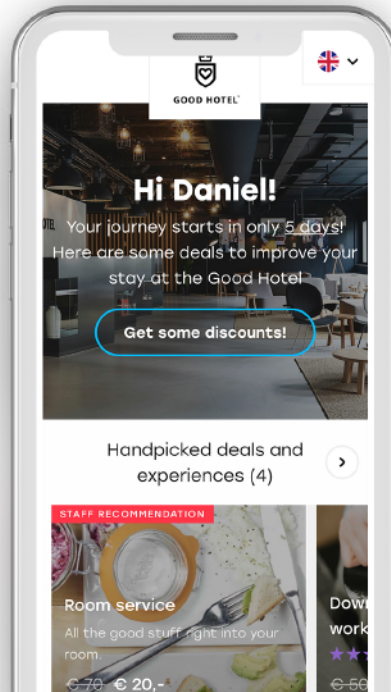 GOOD HOTEL
Hi Daniel!
Your journey starts in only 5 days!
Here are some deals to improve your
stay at the Good Hotel
Get some discounts!
Handpicked deals and
experiences (4)
STAFF RECOMMENDATION
Room service
All the good stuff right into your
room.
€ 70 € 20,-
work
€ 50